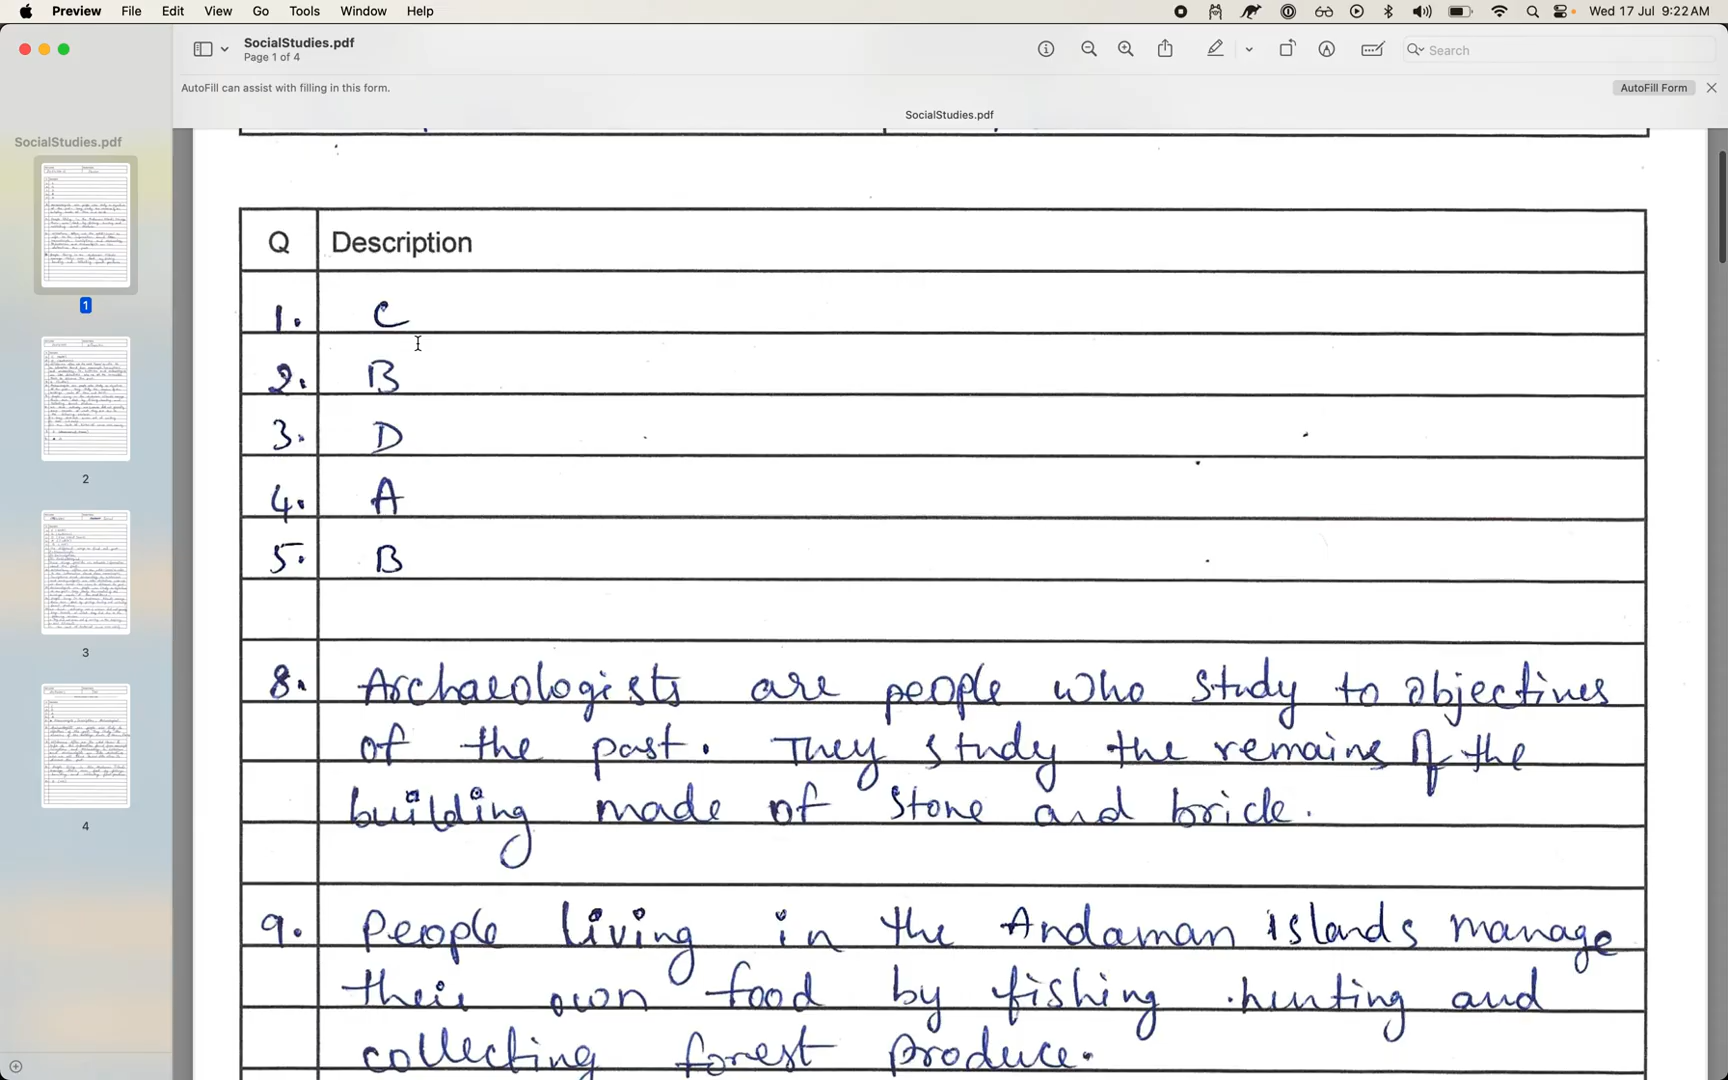 Preview File Edit View Go Tools Window Help Wed 17 Jul 9:22 AM
SocialStudies.pdf
Page 1 of 4
Search
AutoFill can assist with filling in this form.
AutoFill Form
SocialStudies.pdf
SocialStudies.pdf
1
2
3
4
Q Description
1. C
2. B
3. D
4. A
5. B
8. Archaeologists are people who study to objectives
of the past. They study the remains of the
building made of stone and brick.
9. People living in the Andaman islands manage
their own food by fishing hunting and
collecting forest produce.